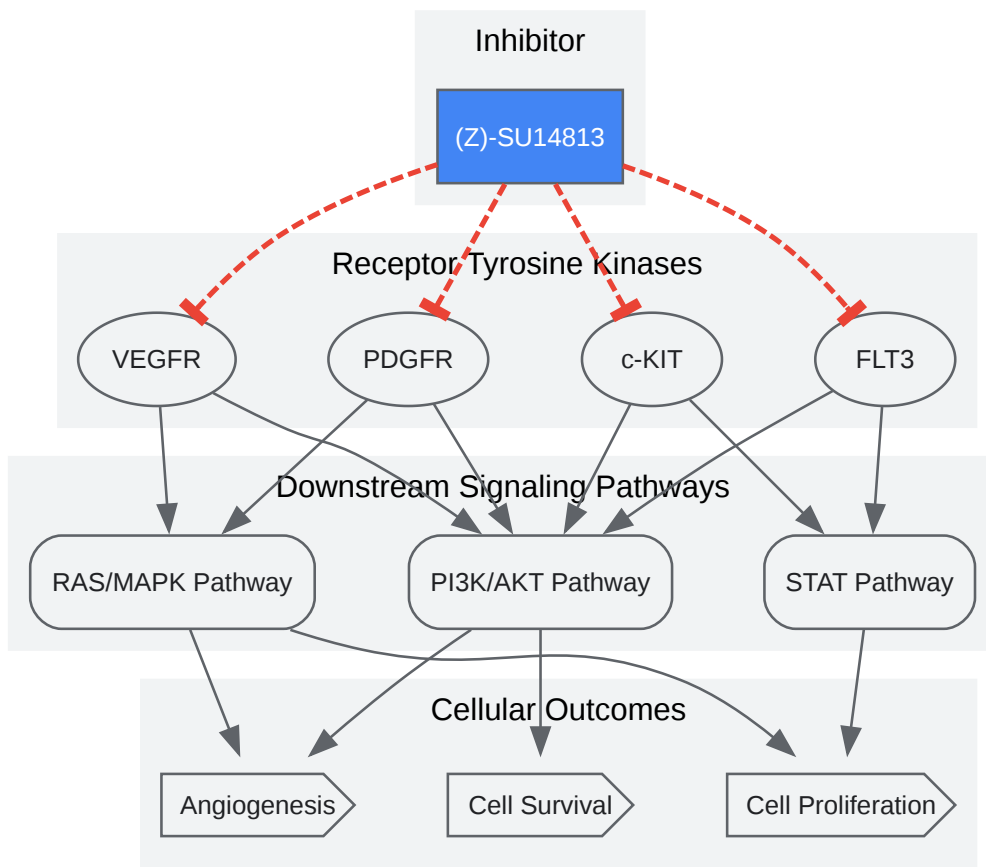 Inhibitor
(Z)-SU14813
Receptor Tyrosine Kinases
VEGFR
PDGFR
c-KIT
FLT3
Downstream Signaling Pathways
RAS/MAPK Pathway
PI3K/AKT Pathway
STAT Pathway
Cellular Outcomes
Angiogenesis
Cell Survival
Cell Proliferation